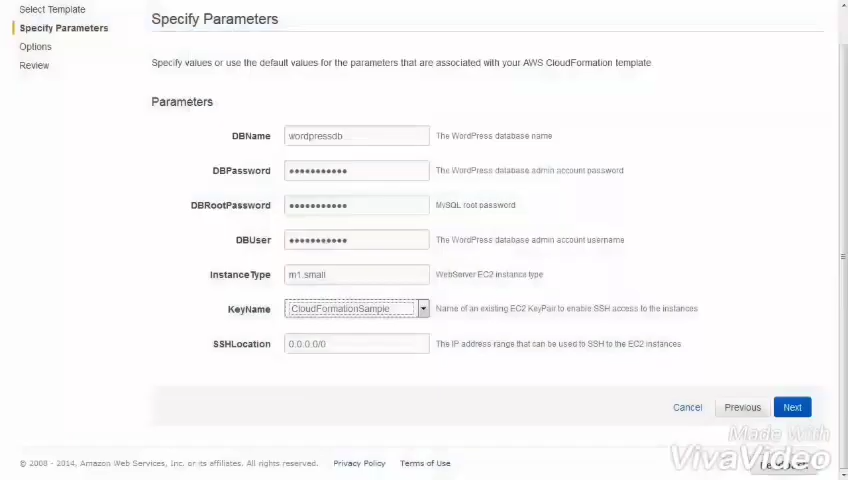 Select Template
Specify Parameters
Options
Review
Specify Parameters
Specify values or use the default values for the parameters that are associated with your AWS CloudFormation template
Parameters
DBName wordpressdb The WordPress database name
DBPassword ●●●●●●●●●●● The WordPress database admin account password
DBRootPassword ●●●●●●●●●●● MySQL root password
DBUser ●●●●●●●●●●● The WordPress database admin account username
InstanceType m1.small WebServer EC2 instance type
KeyName CloudFormationSample Name of an existing EC2 KeyPair to enable SSH access to the instances
SSHLocation 0.0.0.0/0 The IP address range that can be used to SSH to the EC2 instances
Cancel Previous Next
Made With
VivaVideo
© 2008 - 2014, Amazon Web Services, Inc. or its affiliates. All rights reserved. Privacy Policy Terms of Use